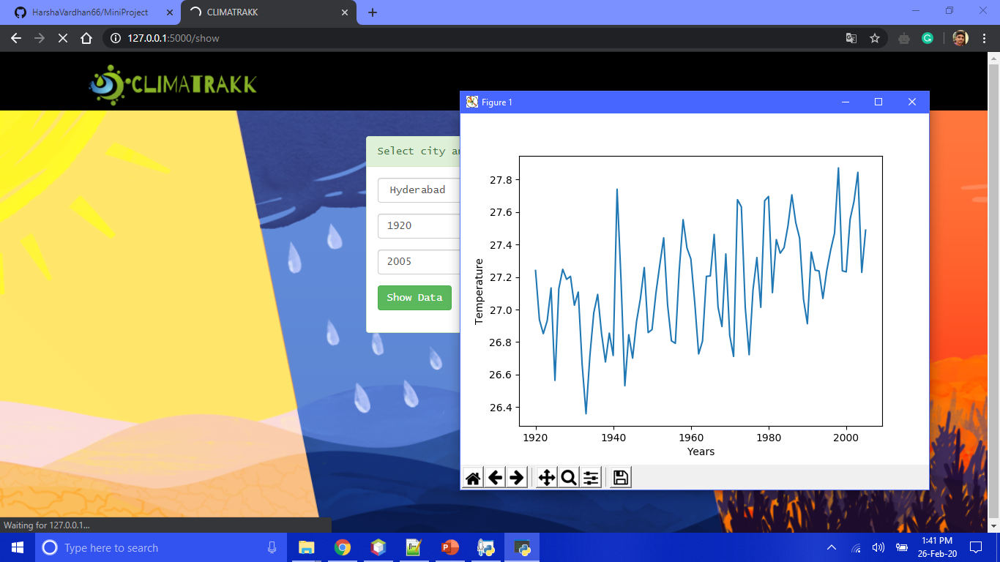 HarshaVardhan66/MiniProject
CLIMATRAKK
127.0.0.1:5000/show
CLIMATRAKK
Figure 1
Select city
Hyderabad
1920
2005
Show Data
27.8
27.6
27.4
27.2
27.0
26.8
26.6
26.4
Temperature
1920 1940 1960 1980 2000
Years
Waiting for 127.0.0.1...
Type here to search
1:41 PM
26-Feb-20